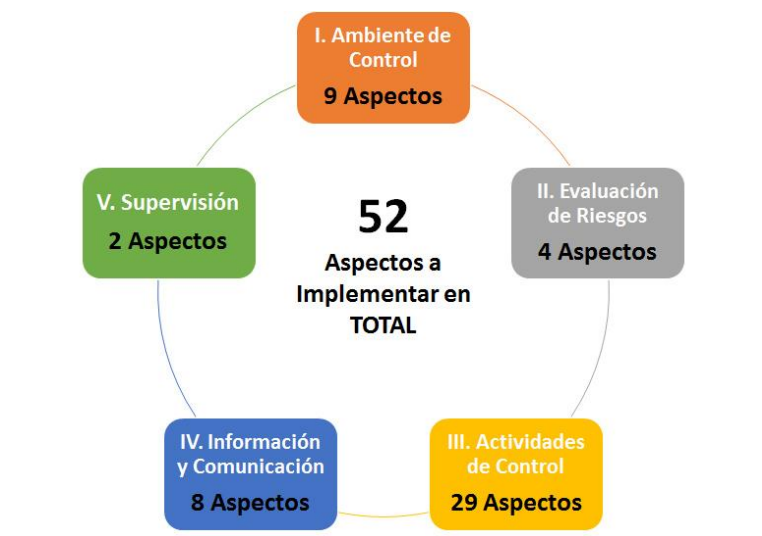 I. Ambiente de
Control
9 Aspectos
II. Evaluación
de Riesgos
4 Aspectos
III. Actividades
de Control
29 Aspectos
IV. Información
y Comunicación
8 Aspectos
V. Supervisión
2 Aspectos
52
Aspectos a
Implementar en
TOTAL